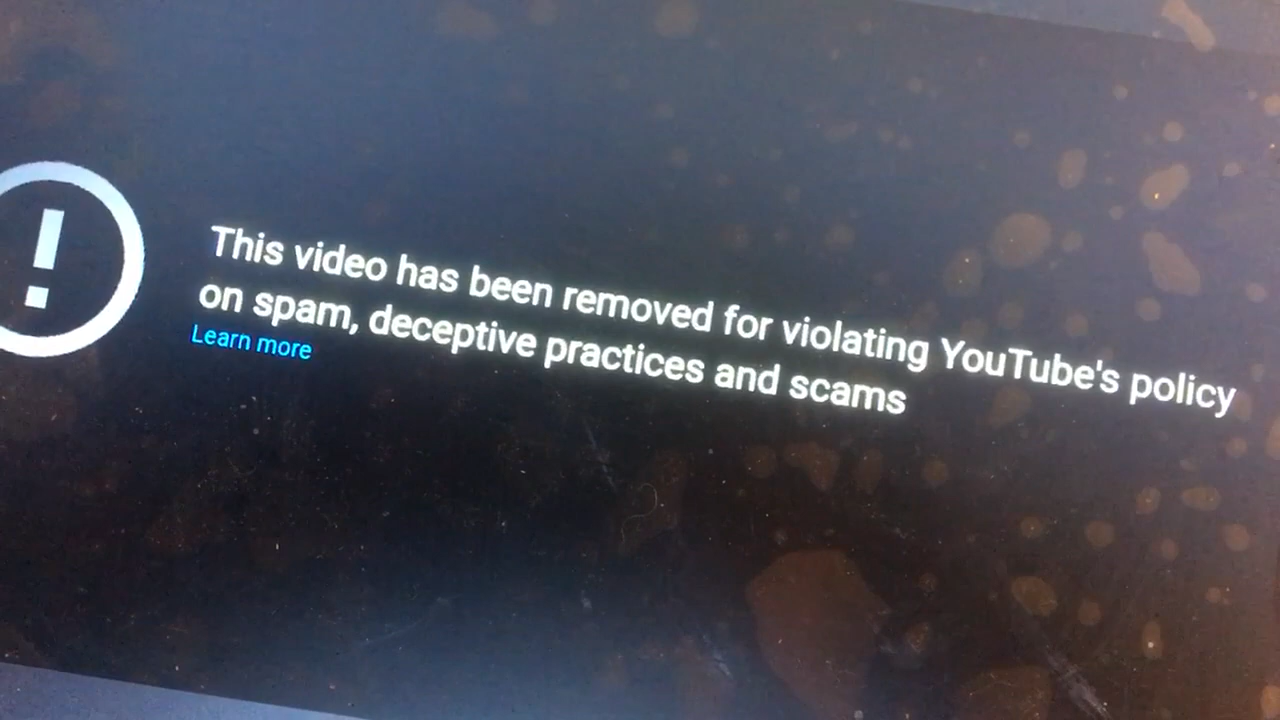 This video has been removed for violating YouTube's policy
on spam, deceptive practices and scams
Learn more